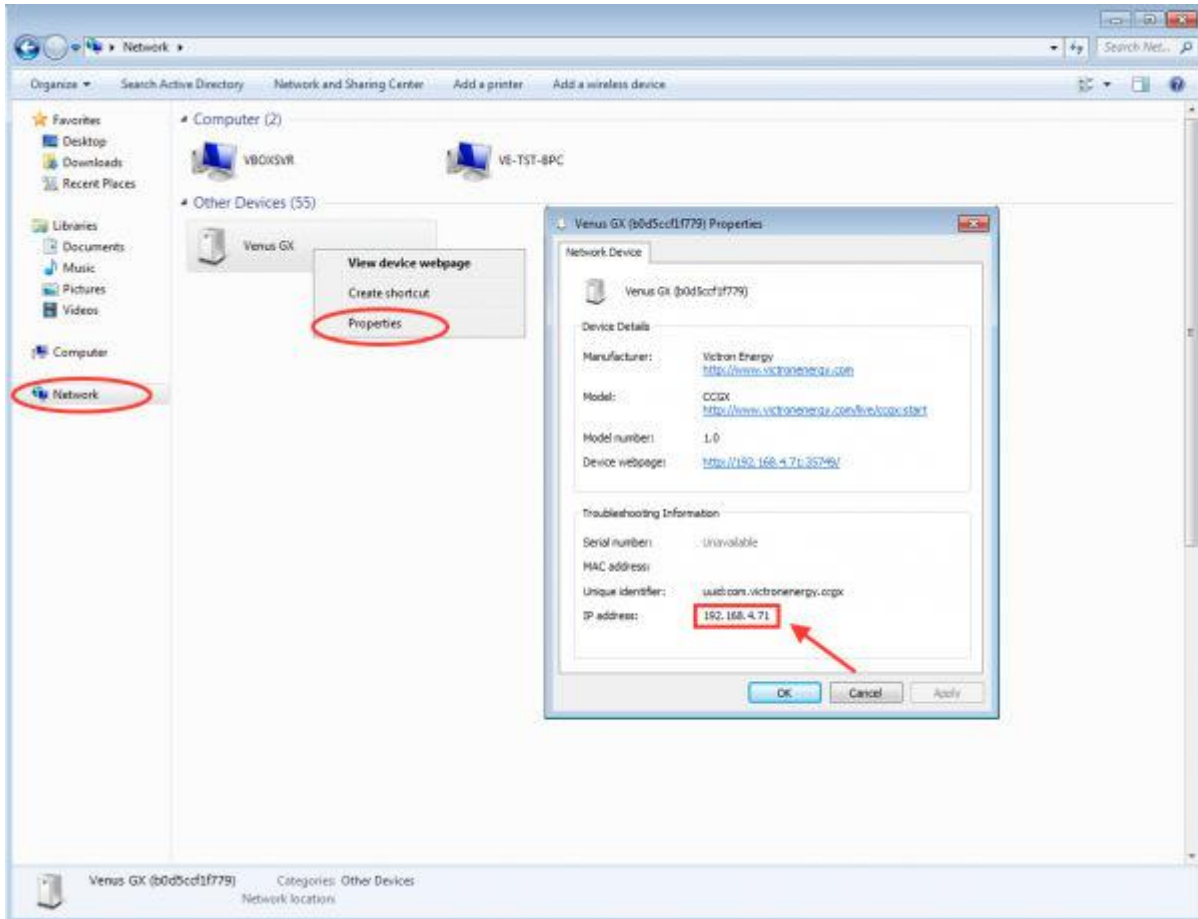 Network
Search Net...
Organize
Search Active Directory
Network and Sharing Center
Add a printer
Add a wireless device
Favorites
Desktop
Downloads
Recent Places
Libraries
Documents
Music
Pictures
Videos
Computer
Network
Computer (2)
VBOXSVR
VE-TST-8PC
Other Devices (55)
Venus GX
View device webpage
Create shortcut
Properties
Venus GX (b0d5ccf1f779) Properties
Network Device
Venus GX (b0d5ccf1f779)
Device Details
Manufacturer: Victron Energy
http://www.victronenergy.com
Model: CCGX
http://www.victronenergy.com/live/ccgx:start
Model number: 1.0
Device webpage: http://192.168.4.71:35749/
Troubleshooting Information
Serial number: Unavailable
MAC address:
Unique identifier: uuid:com.victronenergy.ccgx
IP address: 192.168.4.71
OK
Cancel
Apply
Venus GX (b0d5ccf1f779) Categories: Other Devices
Network location: